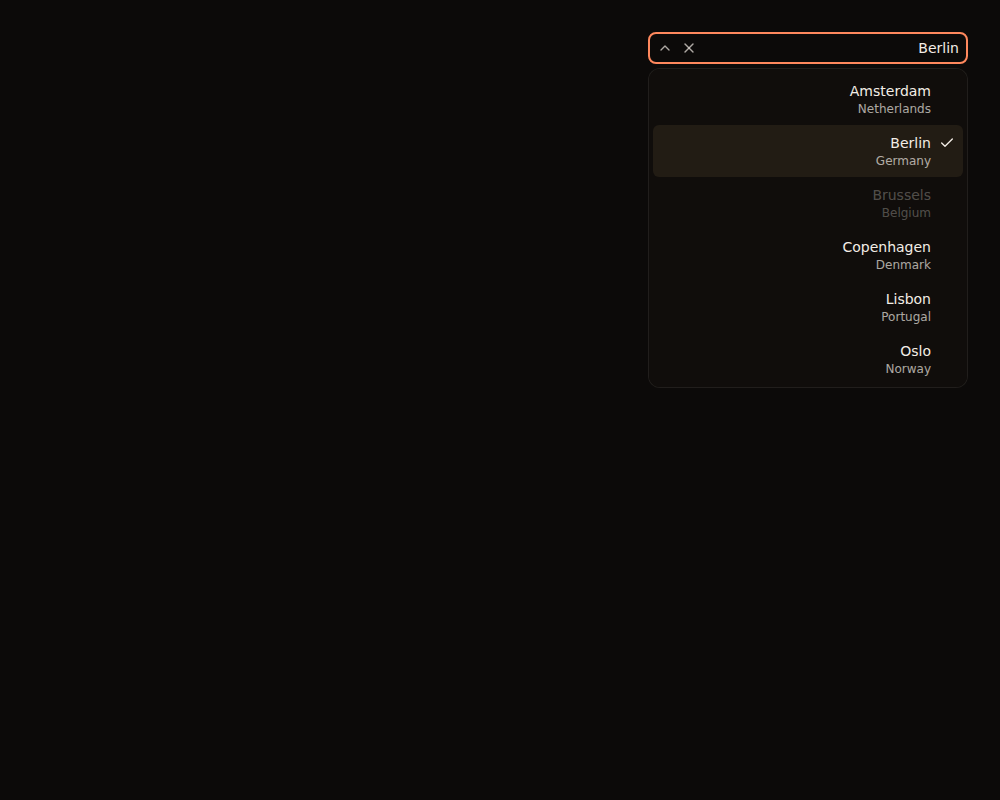 Berlin
Amsterdam
Netherlands
Berlin
Germany
Brussels
Belgium
Copenhagen
Denmark
Lisbon
Portugal
Oslo
Norway